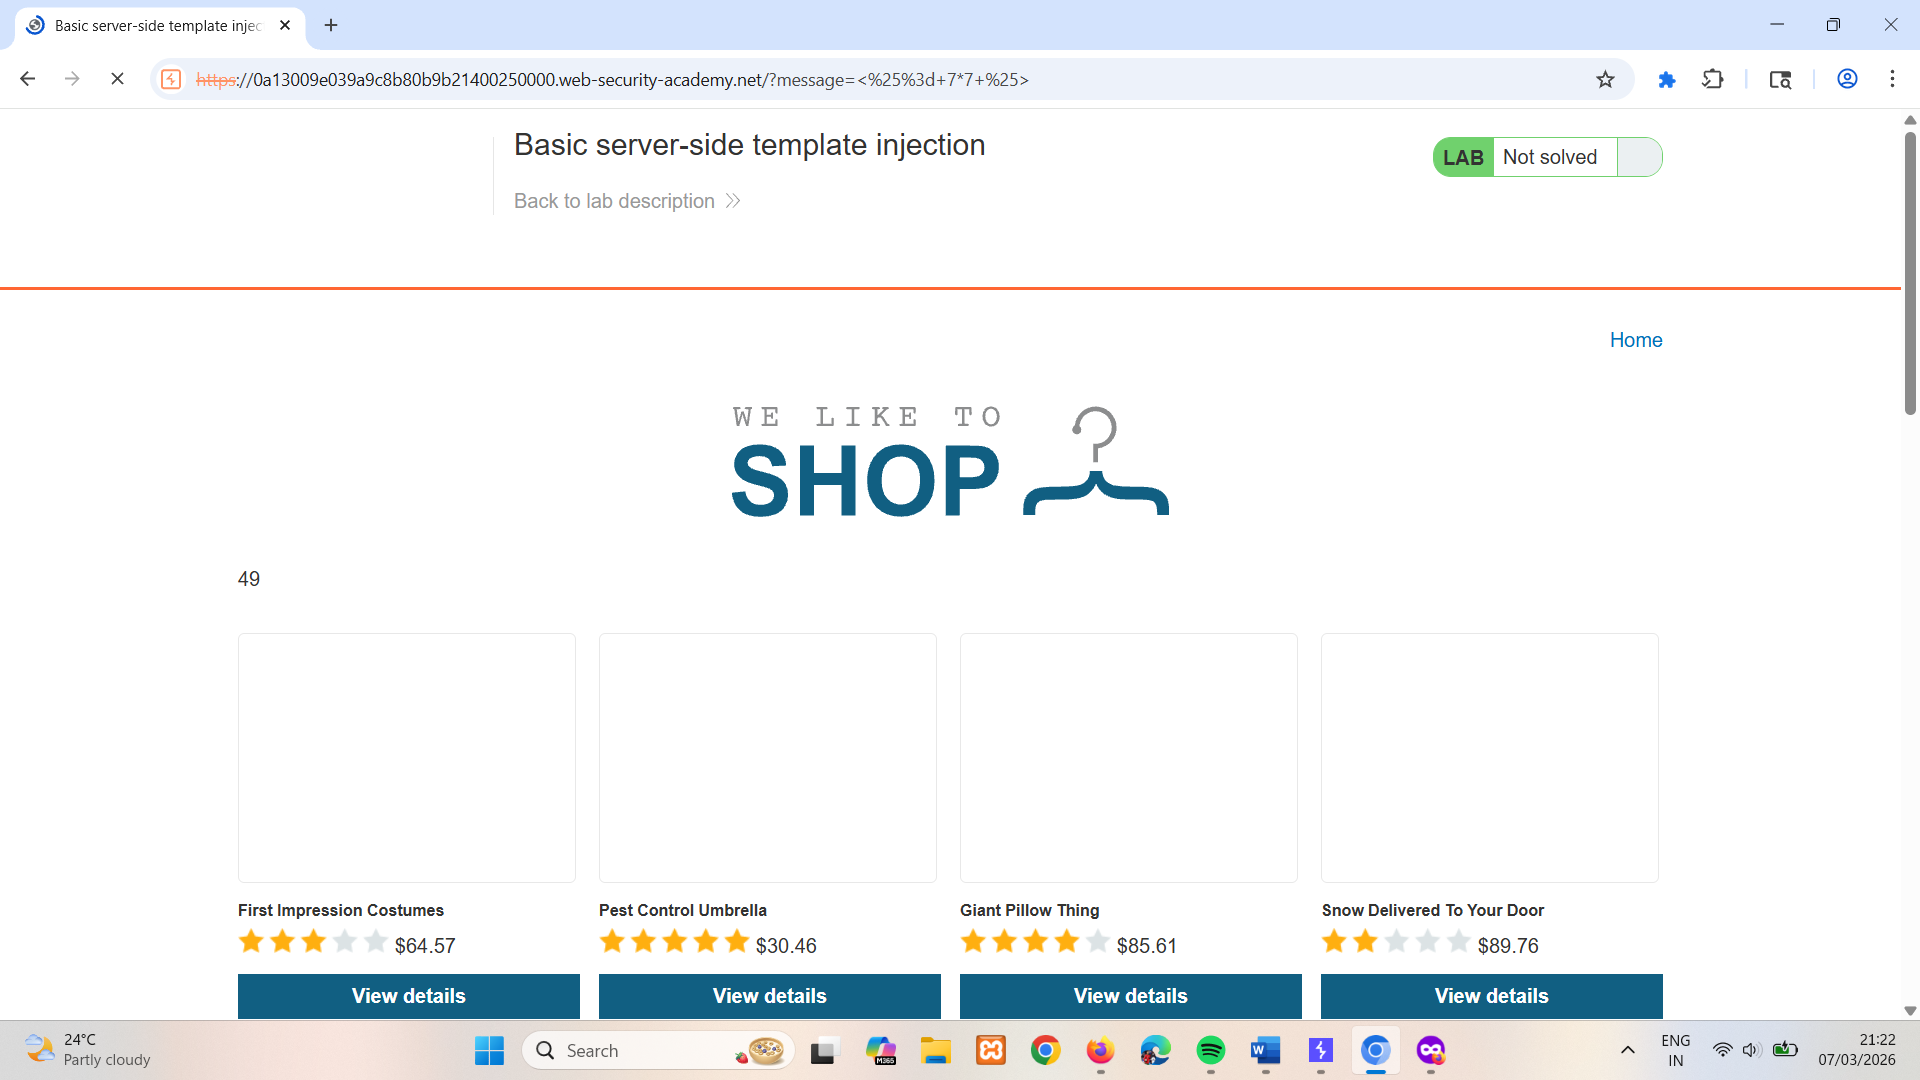 Basic server-side template injec
https://0a13009e039a9c8b80b9b21400250000.web-security-academy.net/?message=<%25%3d+7*7+%25>
Basic server-side template injection
LAB Not solved
Back to lab description
Home
WE LIKE TO
SHOP
49
First Impression Costumes
$64.57
View details
Pest Control Umbrella
$30.46
View details
Giant Pillow Thing
$85.61
View details
Snow Delivered To Your Door
$89.76
View details
24°C
Partly cloudy
Search
M365
W
ENG
IN
21:22
07/03/2026